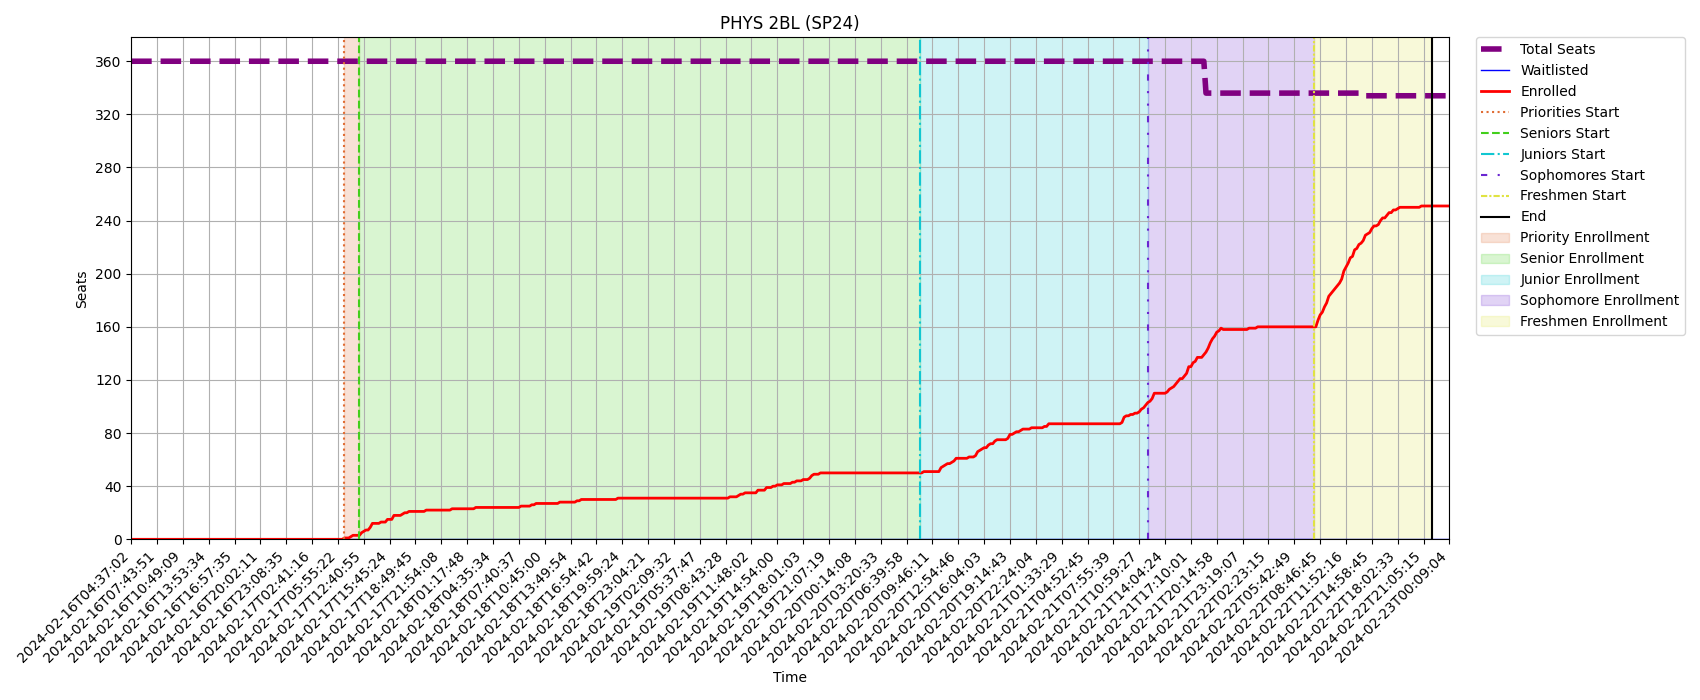 PHYS 2BL (SP24)
Seats
360
320
280
240
200
160
120
80
40
0
2024-02-16T04:37:02
2024-02-16T07:43:51
2024-02-16T10:49:09
2024-02-16T13:53:34
2024-02-16T16:57:35
2024-02-16T20:02:11
2024-02-16T23:08:35
2024-02-17T02:41:16
2024-02-17T05:55:22
2024-02-17T12:40:55
2024-02-17T15:45:24
2024-02-17T18:49:45
2024-02-17T21:54:08
2024-02-18T01:17:48
2024-02-18T04:35:34
2024-02-18T07:40:37
2024-02-18T10:45:00
2024-02-18T13:49:54
2024-02-18T16:54:42
2024-02-18T19:59:24
2024-02-18T23:04:21
2024-02-19T02:09:32
2024-02-19T05:37:47
2024-02-19T08:43:28
2024-02-19T11:48:02
2024-02-19T14:54:00
2024-02-19T18:01:03
2024-02-19T21:07:19
2024-02-20T00:14:08
2024-02-20T03:20:33
2024-02-20T06:39:58
2024-02-20T09:46:11
2024-02-20T12:54:46
2024-02-20T16:04:03
2024-02-20T19:14:43
2024-02-20T22:24:04
2024-02-21T01:33:29
2024-02-21T04:52:45
2024-02-21T07:55:39
2024-02-21T10:59:27
2024-02-21T14:04:24
2024-02-21T17:10:01
2024-02-21T20:14:58
2024-02-21T23:19:07
2024-02-22T02:23:15
2024-02-22T05:42:49
2024-02-22T08:46:45
2024-02-22T11:52:16
2024-02-22T14:58:45
2024-02-22T18:02:33
2024-02-22T21:05:15
2024-02-23T00:09:04
Time
Total Seats
Waitlisted
Enrolled
Priorities Start
Seniors Start
Juniors Start
Sophomores Start
Freshmen Start
End
Priority Enrollment
Senior Enrollment
Junior Enrollment
Sophomore Enrollment
Freshmen Enrollment